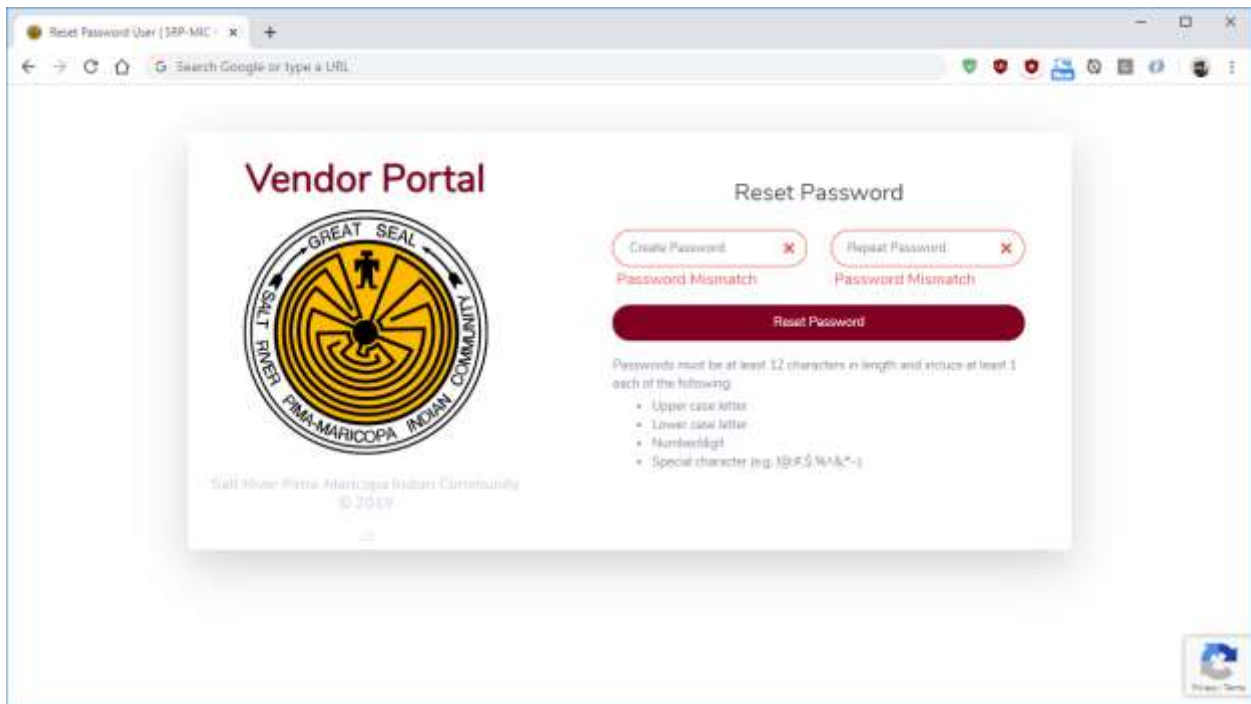 Reset Password User | SRP-MIC -
Search Google or type a URL
Vendor Portal
GREAT SEAL
SALT RIVER PIMA-MARICOPA INDIAN COMMUNITY
Salt River Pima-Maricopa Indian Community
© 2019
Reset Password
Create Password Repeat Password
Password Mismatch Password Mismatch
Reset Password
Passwords must be at least 12 characters in length and incluce at least 1
each of the following:
• Upper case letter
• Lower case letter
• Number/digit
• Special character (e.g.
Privacy - Terms